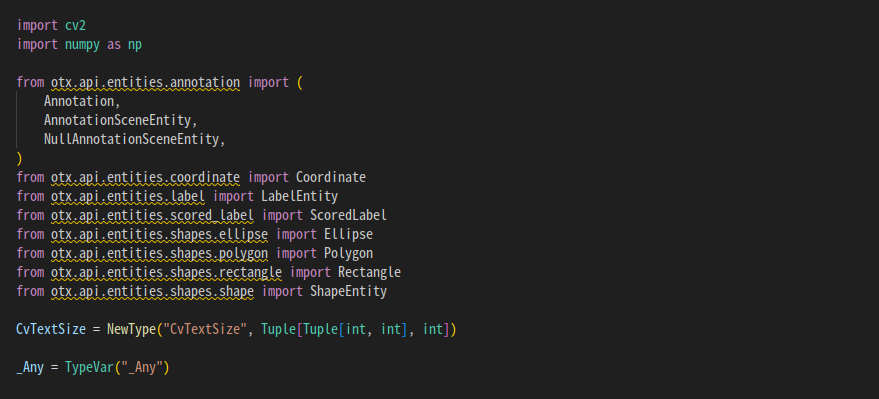 import cv2
import numpy as np
from otx.api.entities.annotation import (
    Annotation,
    AnnotationSceneEntity,
    NullAnnotationSceneEntity,
)
from otx.api.entities.coordinate import Coordinate
from otx.api.entities.label import LabelEntity
from otx.api.entities.scored_label import ScoredLabel
from otx.api.entities.shapes.ellipse import Ellipse
from otx.api.entities.shapes.polygon import Polygon
from otx.api.entities.shapes.rectangle import Rectangle
from otx.api.entities.shapes.shape import ShapeEntity
CvTextSize = NewType("CvTextSize", Tuple[Tuple[int, int], int])
_Any = TypeVar("_Any")